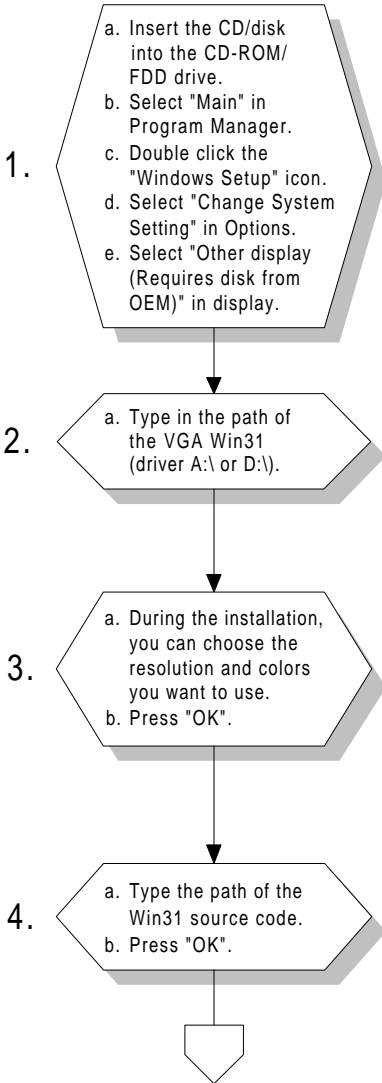 1.
a. Insert the CD/disk
into the CD-ROM/
FDD drive.
b. Select "Main" in
Program Manager.
c. Double click the
"Windows Setup" icon.
d. Select "Change System
Setting" in Options.
e. Select "Other display
(Requires disk from
OEM)" in display.
2.
a. Type in the path of
the VGA Win31
(driver A:\ or D:\).
3.
a. During the installation,
you can choose the
resolution and colors
you want to use.
b. Press "OK".
4.
a. Type the path of the
Win31 source code.
b. Press "OK".